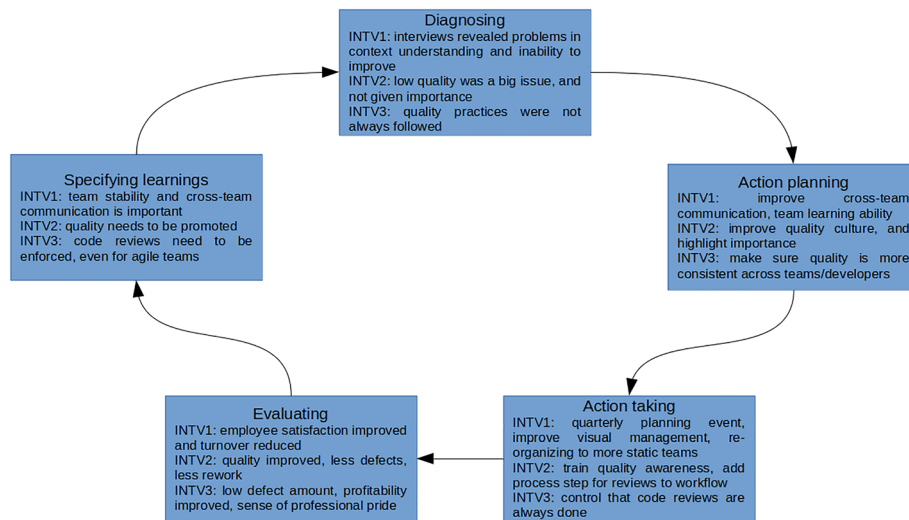 Diagnosing
INTV1: interviews revealed problems in
context understanding and inability to
improve
INTV2: low quality was a big issue, and
not given importance
INTV3: quality practices were not
always followed
Action planning
INTV1: improve cross-team
communication, team learning ability
INTV2: improve quality culture, and
highlight importance
INTV3: make sure quality is more
consistent across teams/developers
Action taking
INTV1: quarterly planning event,
improve visual management, re-
organizing to more static teams
INTV2: train quality awareness, add
process step for reviews to workflow
INTV3: control that code reviews are
always done
Evaluating
INTV1: employee satisfaction improved
and turnover reduced
INTV2: quality improved, less defects,
less rework
INTV3: low defect amount, profitability
improved, sense of professional pride
Specifying learnings
INTV1: team stability and cross-team
communication is important
INTV2: quality needs to be promoted
INTV3: code reviews need to be
enforced, even for agile teams